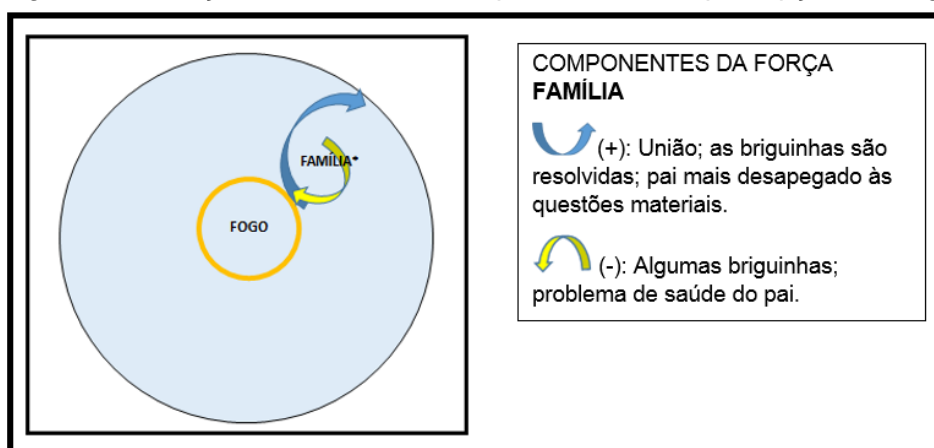 FAMÍLIA*
FOGO
COMPONENTES DA FORÇA
FAMÍLIA
(+): União; as briguinhas são
resolvidas; pai mais desapegado às
questões materiais.
(-): Algumas briguinhas;
problema de saúde do pai.